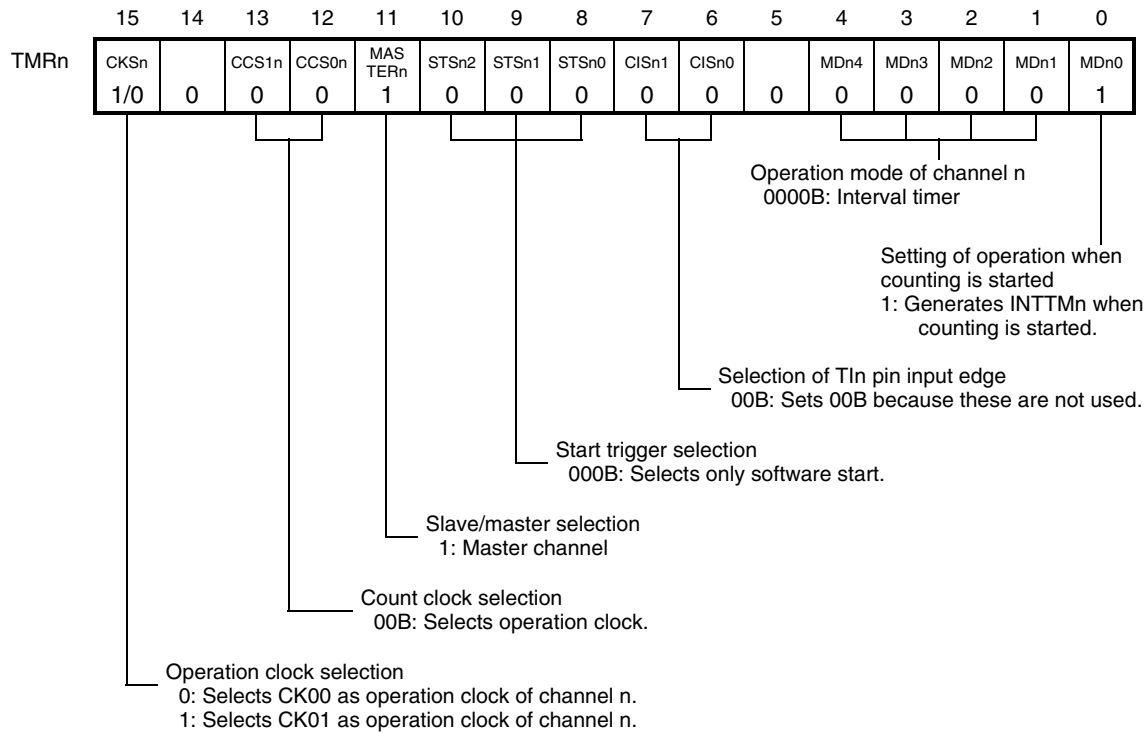 15 14 13 12 11 10 9 8 7 6 5 4 3 2 1 0
TMRn CKSn CCS1n CCS0n MAS TERn STSn2 STSn1 STSn0 CISn1 CISn0 MDn4 MDn3 MDn2 MDn1 MDn0
1/0 0 0 0 1 0 0 0 0 0 0 0 0 0 0 1
Operation mode of channel n
0000B: Interval timer
Setting of operation when
counting is started
1: Generates INTTMn when
counting is started.
Selection of TIn pin input edge
00B: Sets 00B because these are not used.
Start trigger selection
000B: Selects only software start.
Slave/master selection
1: Master channel
Count clock selection
00B: Selects operation clock.
Operation clock selection
0: Selects CK00 as operation clock of channel n.
1: Selects CK01 as operation clock of channel n.